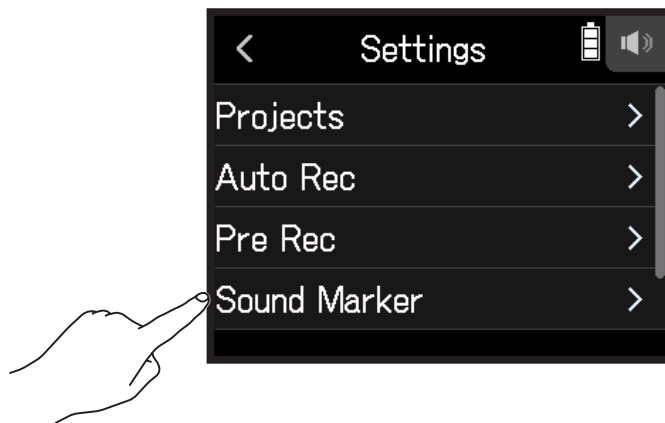 Settings
Projects
Auto Rec
Pre Rec
Sound Marker